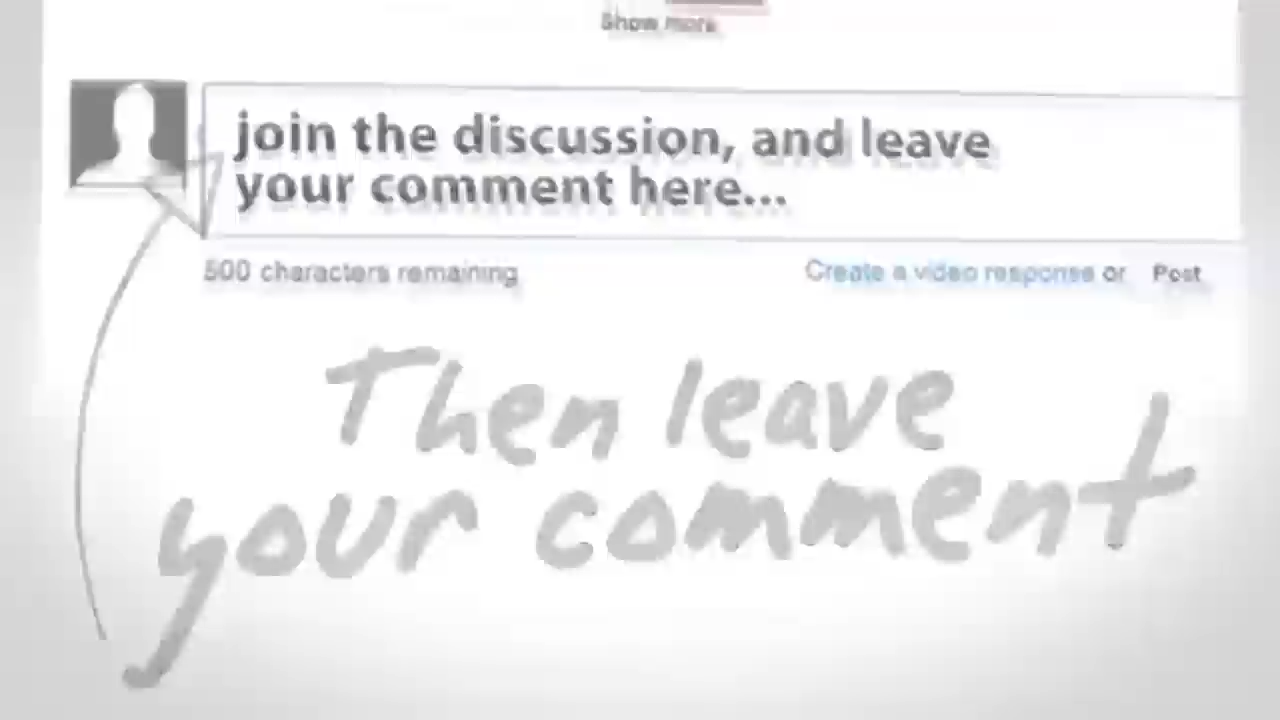 Show more
join the discussion, and leave
your comment here...
500 characters remaining
Create a video response or Post
Then leave
your comment